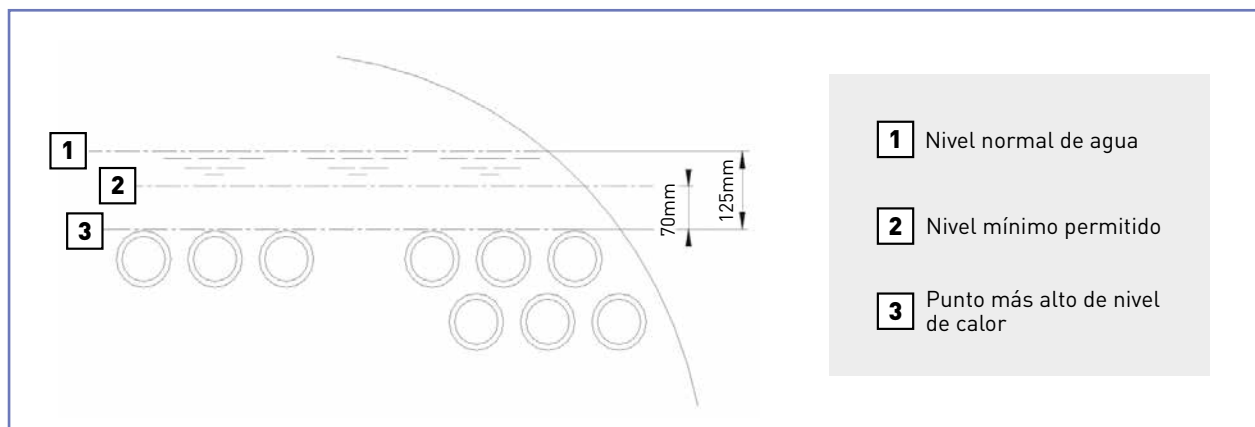 1
2
3
70mm
125mm
1 Nivel normal de agua
2 Nivel mínimo permitido
3 Punto más alto de nivel
de calor